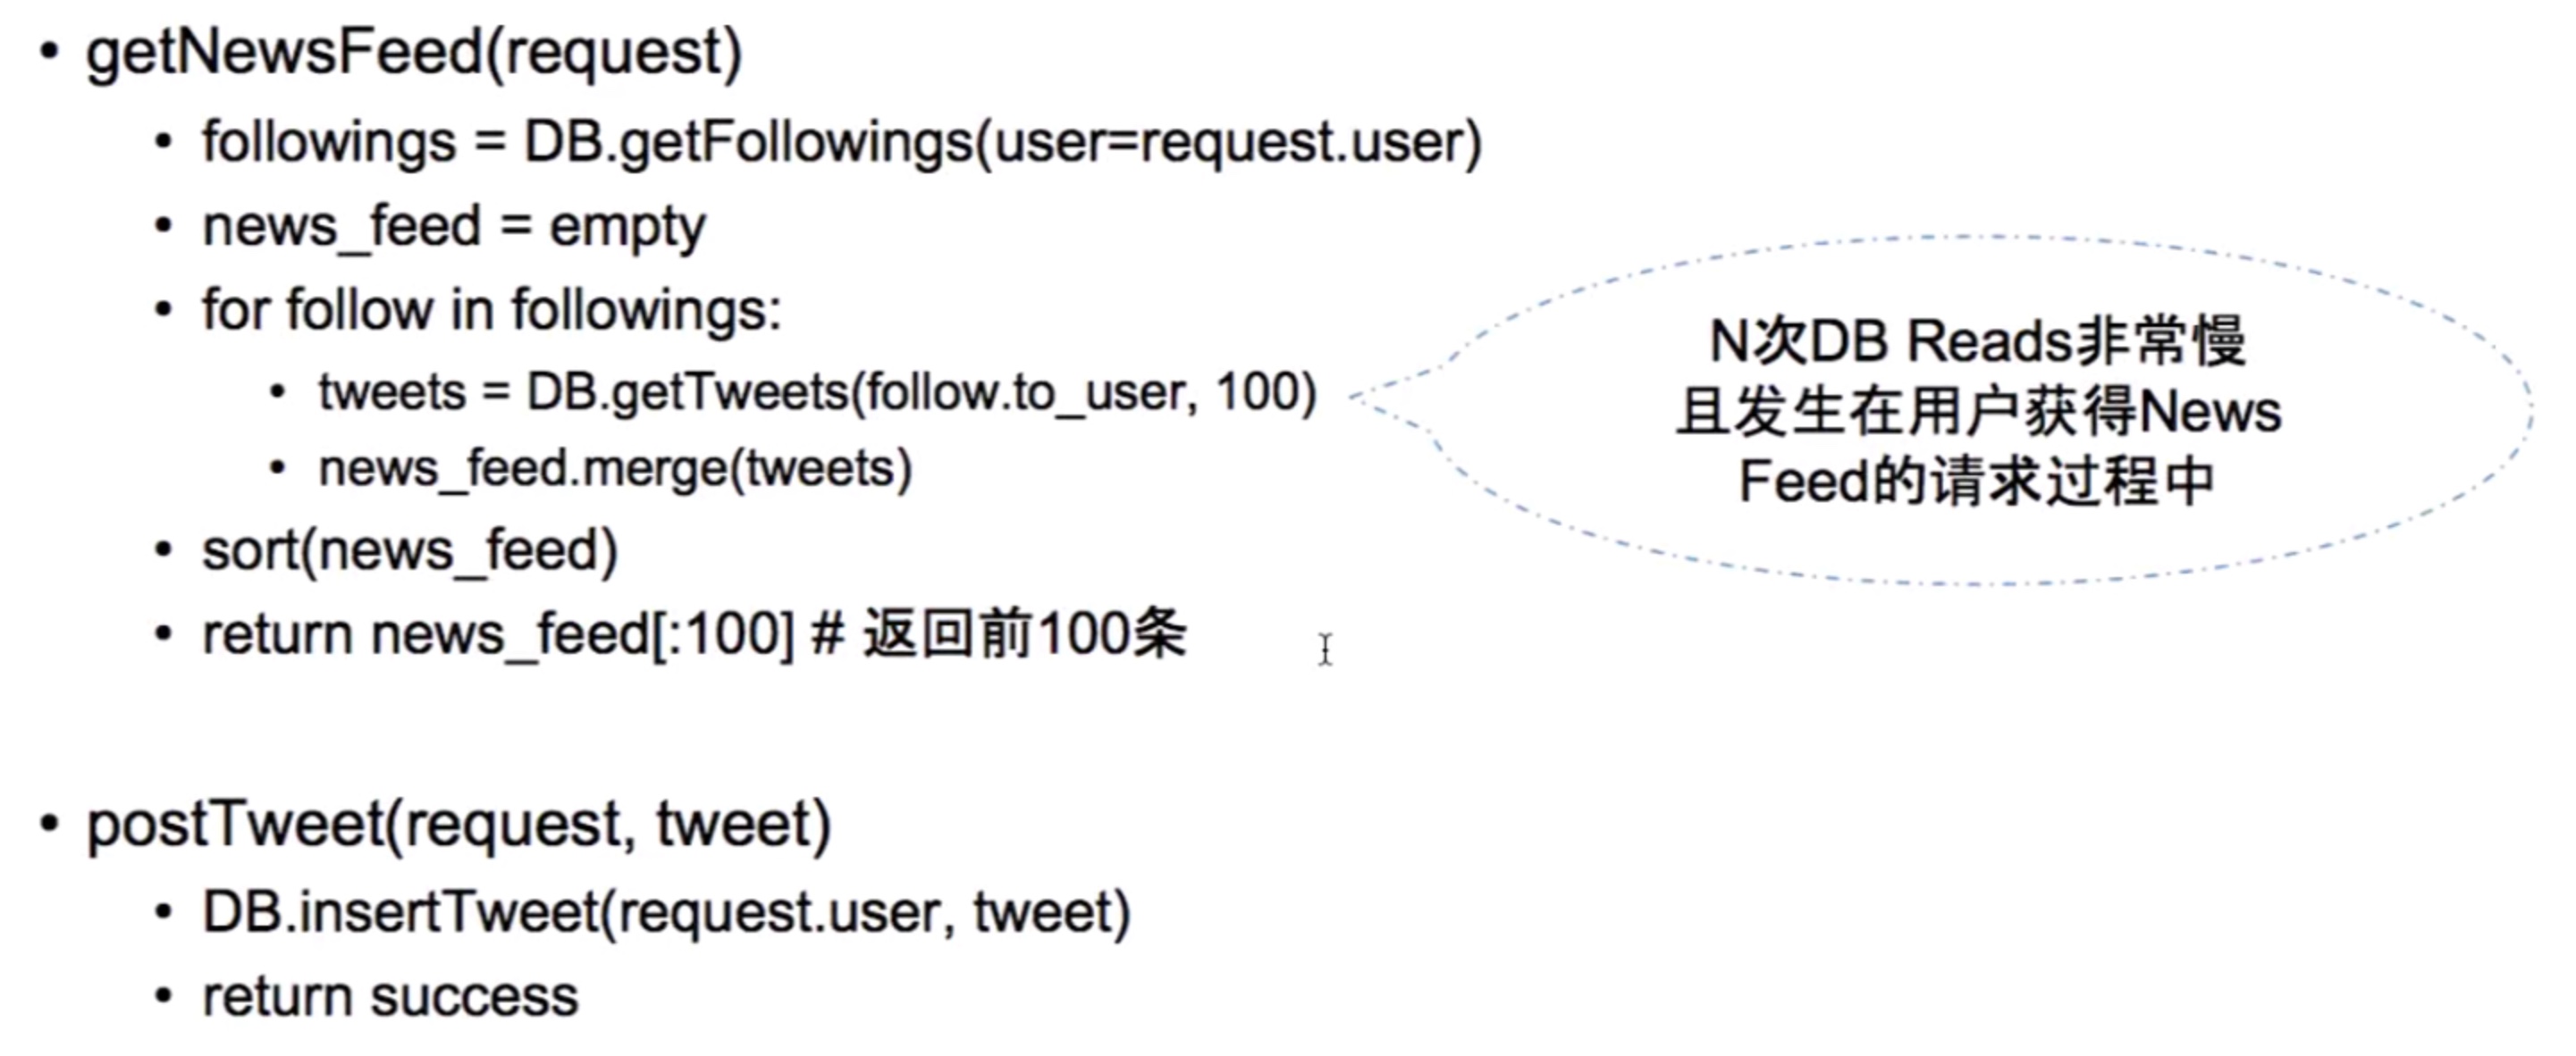 • getNewsFeed(request)
• followings = DB.getFollowings(user=request.user)
• news_feed = empty
• for follow in followings:
• tweets = DB.getTweets(follow.to_user, 100)
• news_feed.merge(tweets)
• sort(news_feed)
• return news_feed[:100] # 返回前100条
N次DB Reads非常慢
且发生在用户获得News
Feed的请求过程中
• postTweet(request, tweet)
• DB.insertTweet(request.user, tweet)
• return success